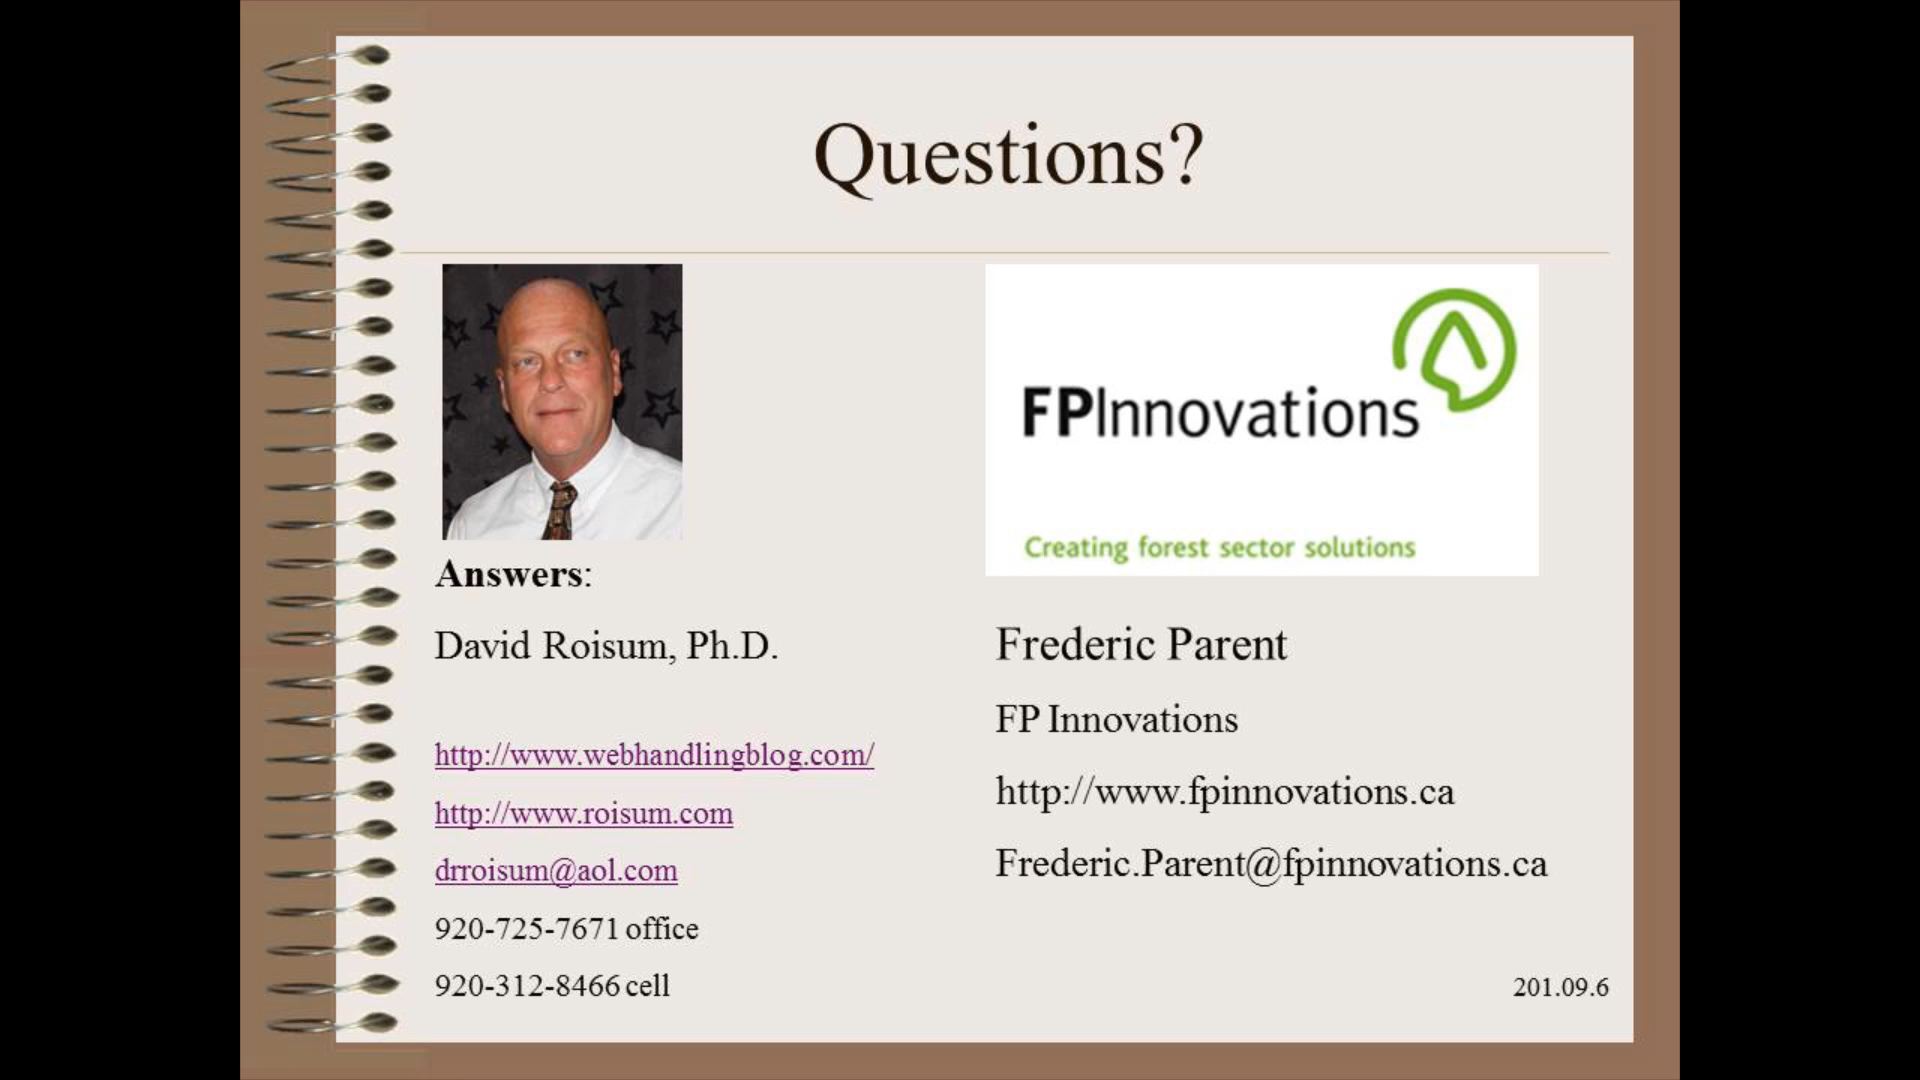 Questions?
FPInnovations
Creating forest sector solutions
Answers:
David Roisum, Ph.D.
http://www.webhandlingblog.com/
http://www.roisum.com
drroisum@aol.com
920-725-7671 office
920-312-8466 cell
Frederic Parent
FP Innovations
http://www.fpinnovations.ca
Frederic.Parent@fpinnovations.ca
201.09.6